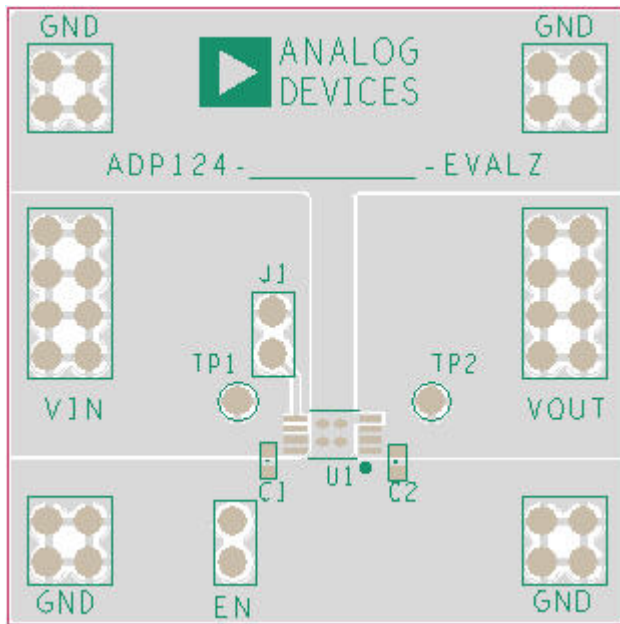 GND
GND
ANALOG
DEVICES
ADP124-__________-EVALZ
J1
TP1
TP2
VIN
VOUT
C1
U1
C2
GND
EN
GND